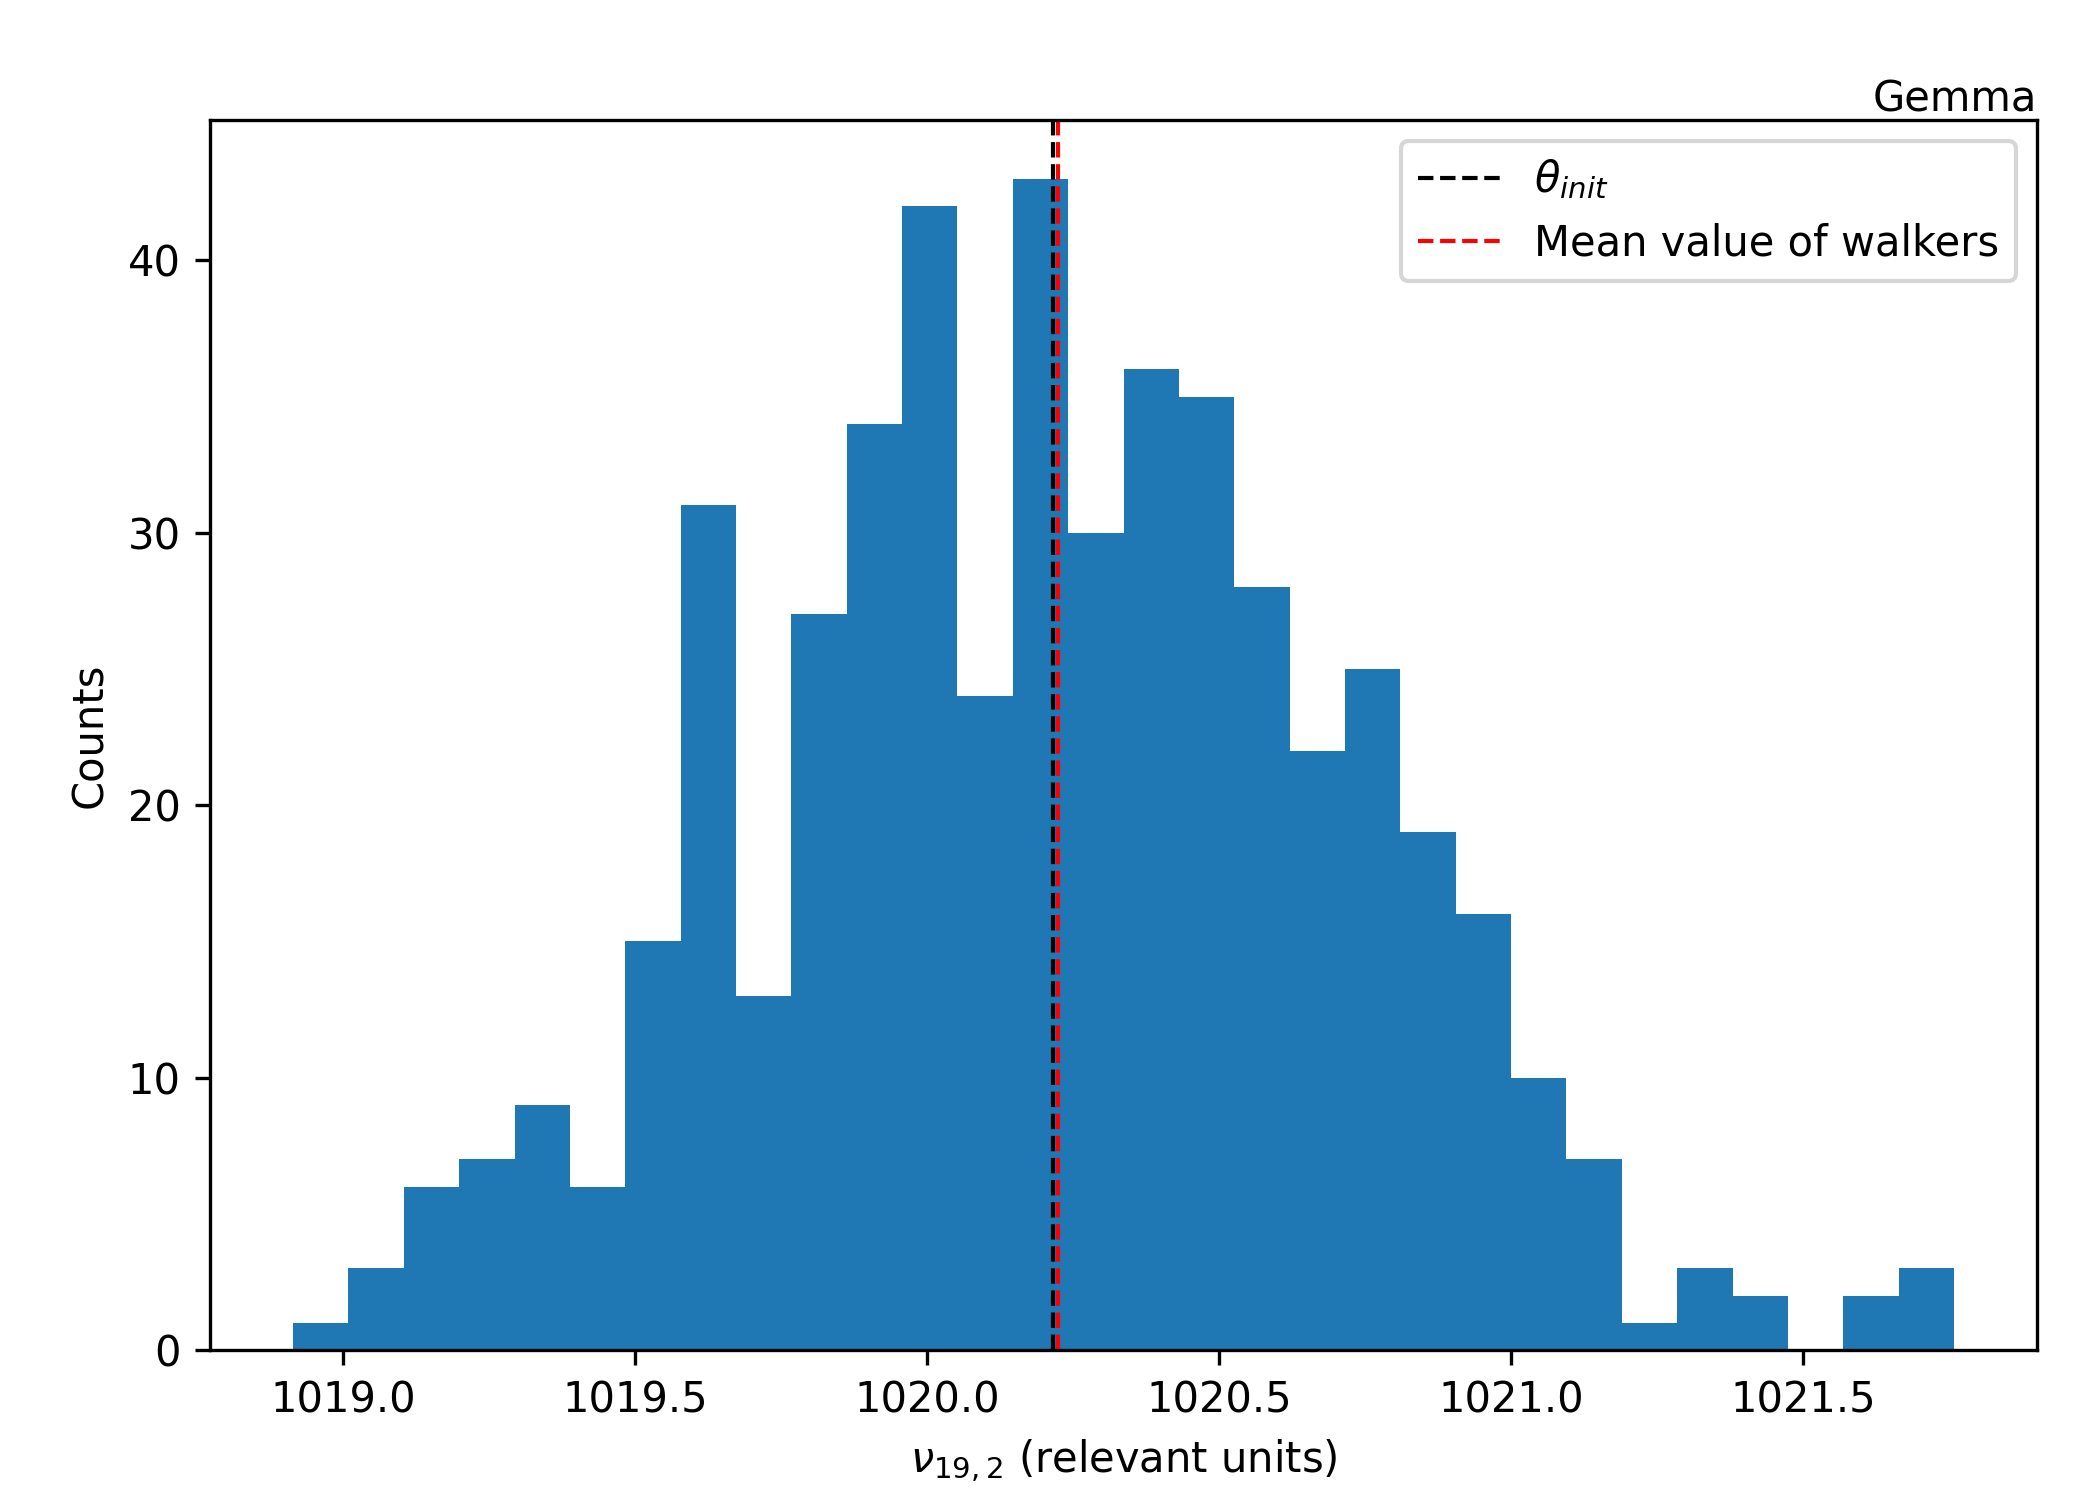 Gemma
θinit
Mean value of walkers
40
30
20
10
0
Counts
1019.0 1019.5 1020.0 1020.5 1021.0 1021.5
ν19, 2 (relevant units)